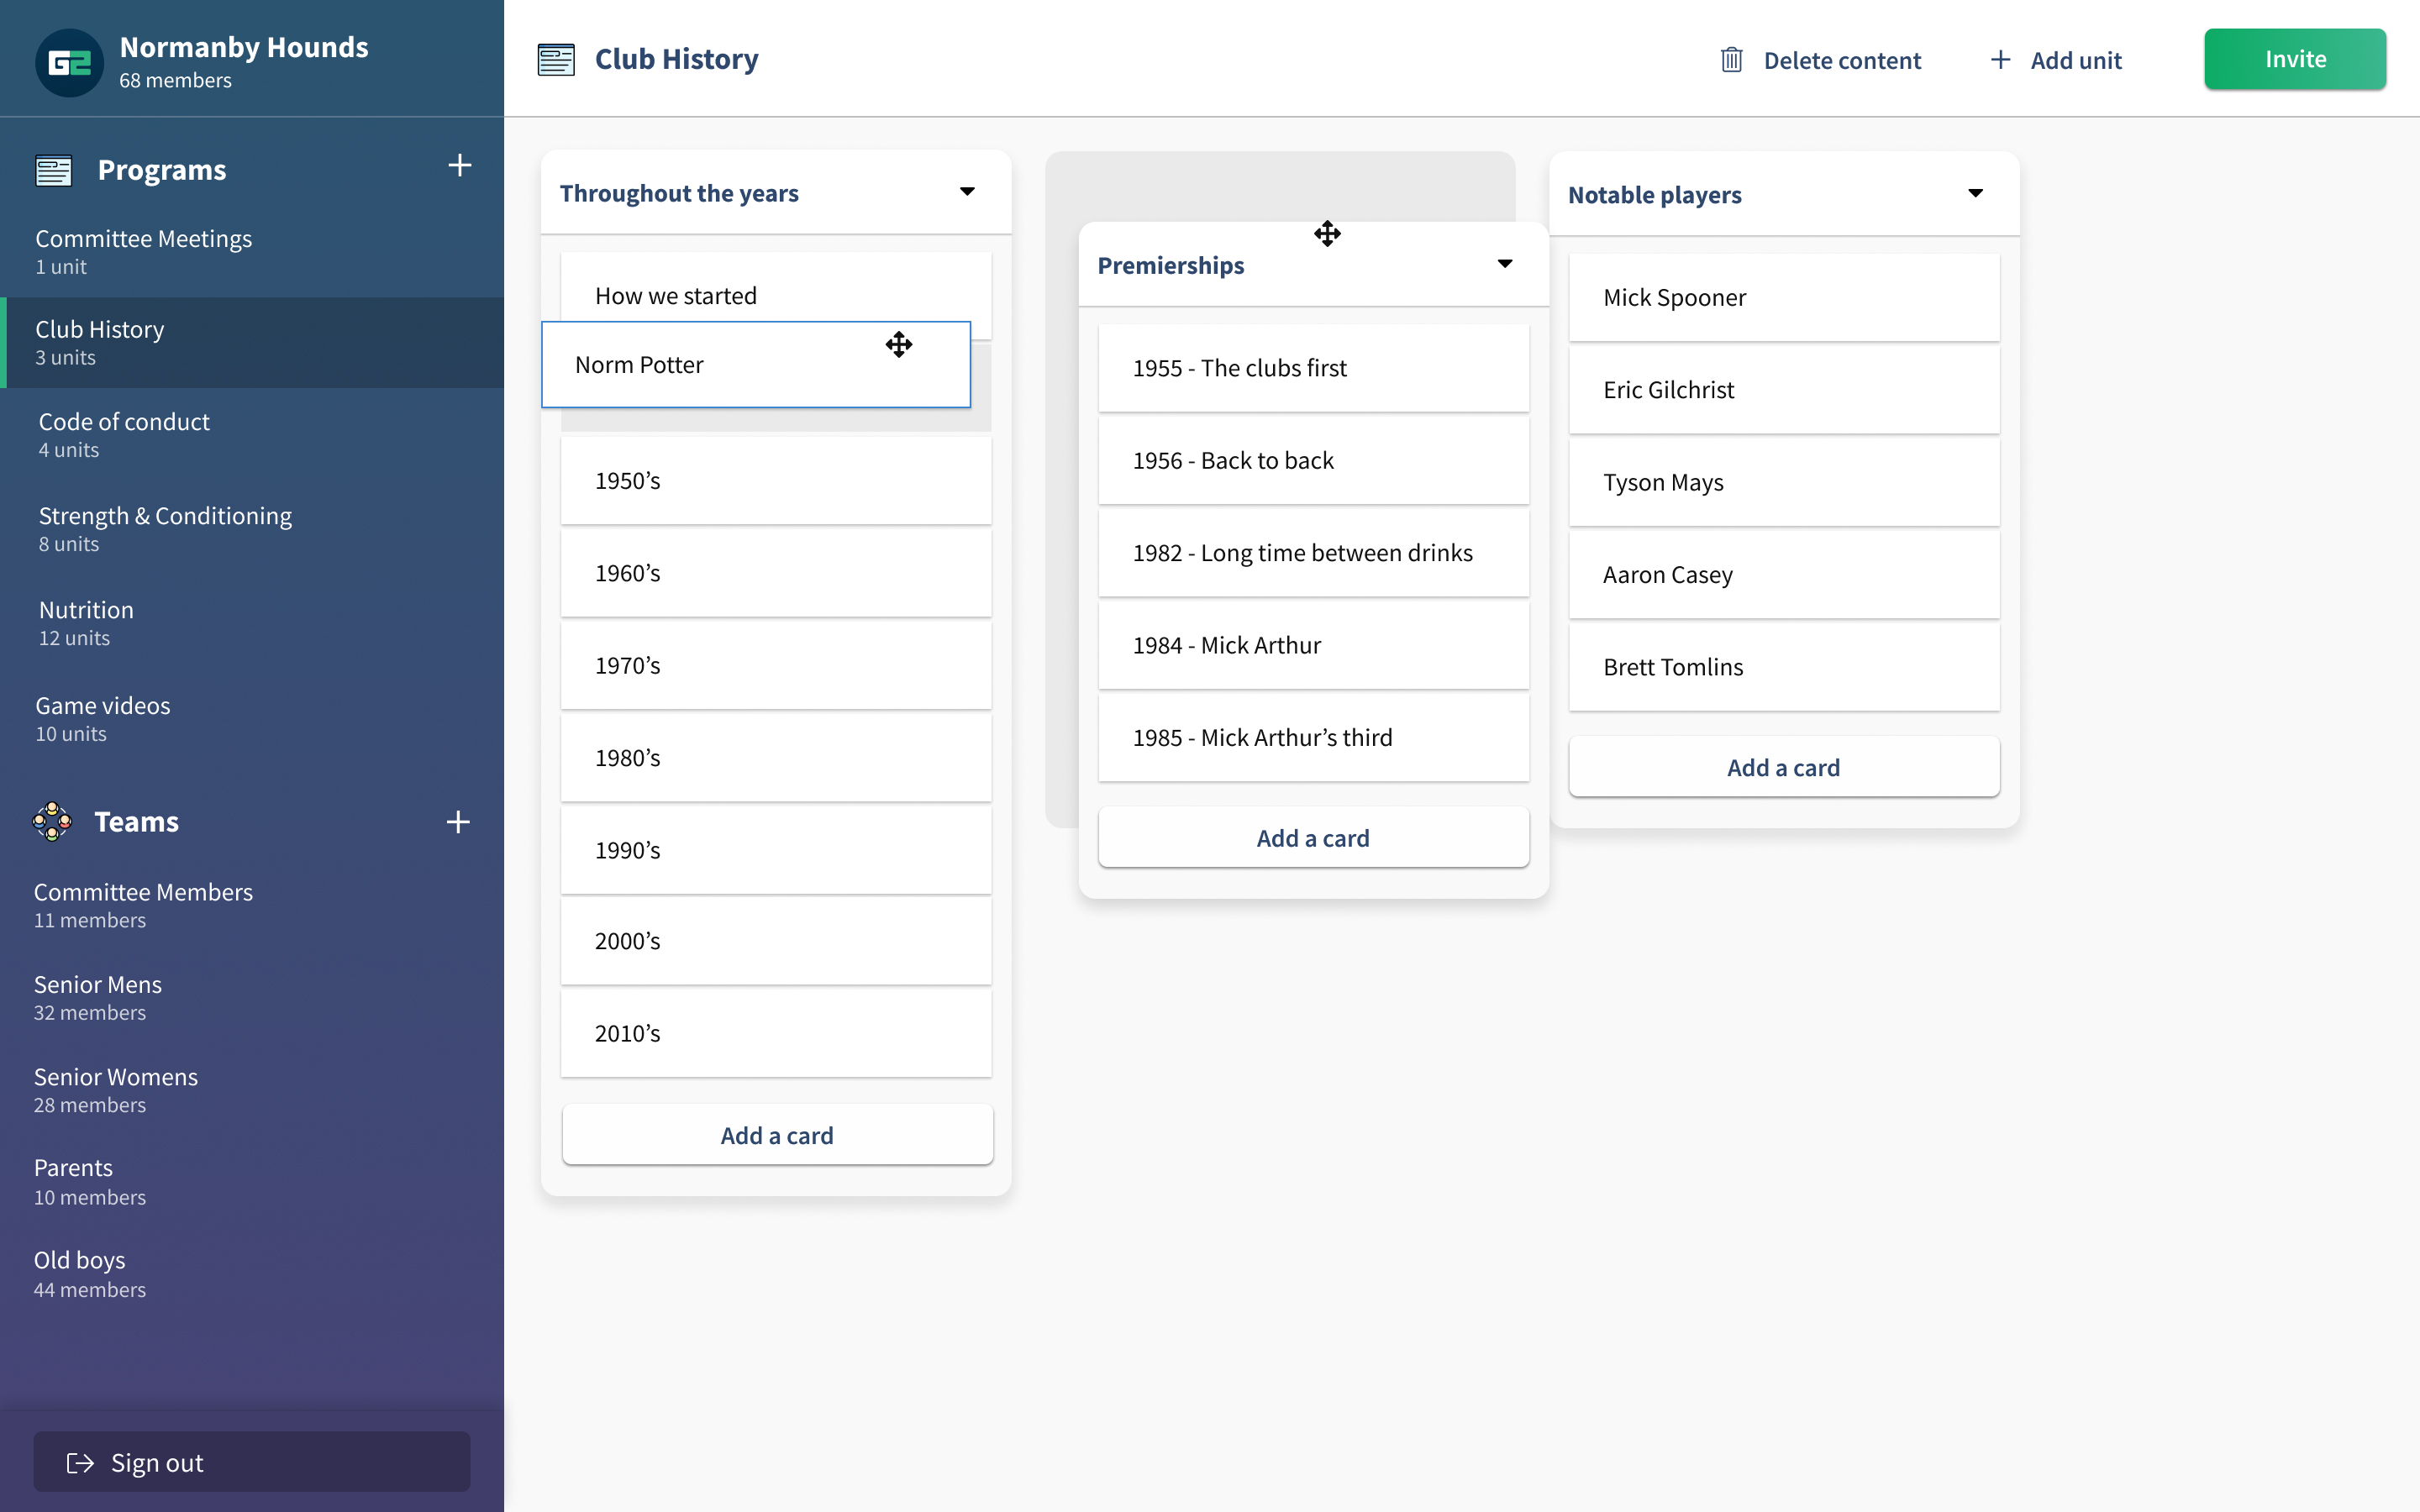 G2
Normanby Hounds
68 members
Programs
Committee Meetings
1 unit
Club History
3 units
Code of conduct
4 units
Strength & Conditioning
8 units
Nutrition
12 units
Game videos
10 units
Teams
Committee Members
11 members
Senior Mens
32 members
Senior Womens
28 members
Parents
10 members
Old boys
44 members
Sign out
Club History
Delete content
Add unit
Invite
Throughout the years
How we started
Norm Potter
1950’s
1960’s
1970’s
1980’s
1990’s
2000’s
2010’s
Add a card
Premierships
1955 - The clubs first
1956 - Back to back
1982 - Long time between drinks
1984 - Mick Arthur
1985 - Mick Arthur’s third
Add a card
Notable players
Mick Spooner
Eric Gilchrist
Tyson Mays
Aaron Casey
Brett Tomlins
Add a card